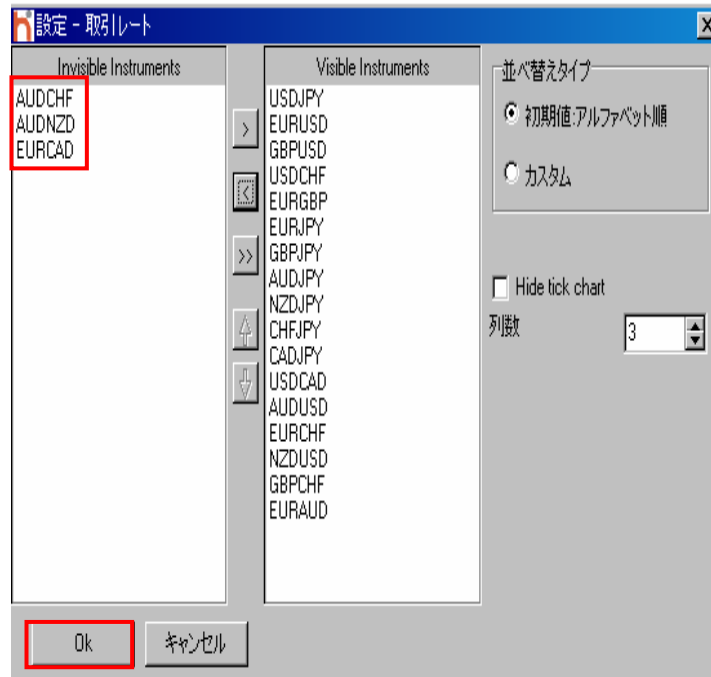 設定 - 取引レート
Invisible Instruments
AUDCHF
AUDNZD
EURCAD
>
<
>>
Visible Instruments
USDJPY
EURUSD
GBPUSD
USDCHF
EURGBP
EURJPY
GBPJPY
AUDJPY
NZDJPY
CHFJPY
CADJPY
USDCAD
AUDUSD
EURCHF
NZDUSD
GBPCHF
EURAUD
並べ替えタイプ
初期値:アルファベット順
カスタム
Hide tick chart
列数 3
Ok キャンセル